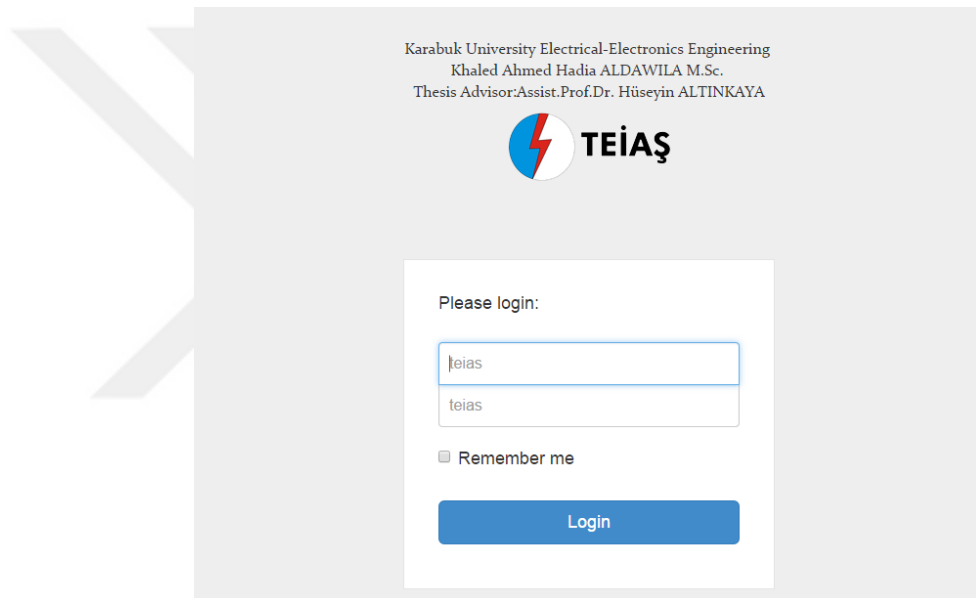 Karabuk University Electrical-Electronics Engineering
Khaled Ahmed Hadia ALDAWILA M.Sc.
Thesis Advisor:Assist.Prof.Dr. Hüseyin ALTINKAYA
TEİAŞ
Please login:
teias
teias
Remember me
Login